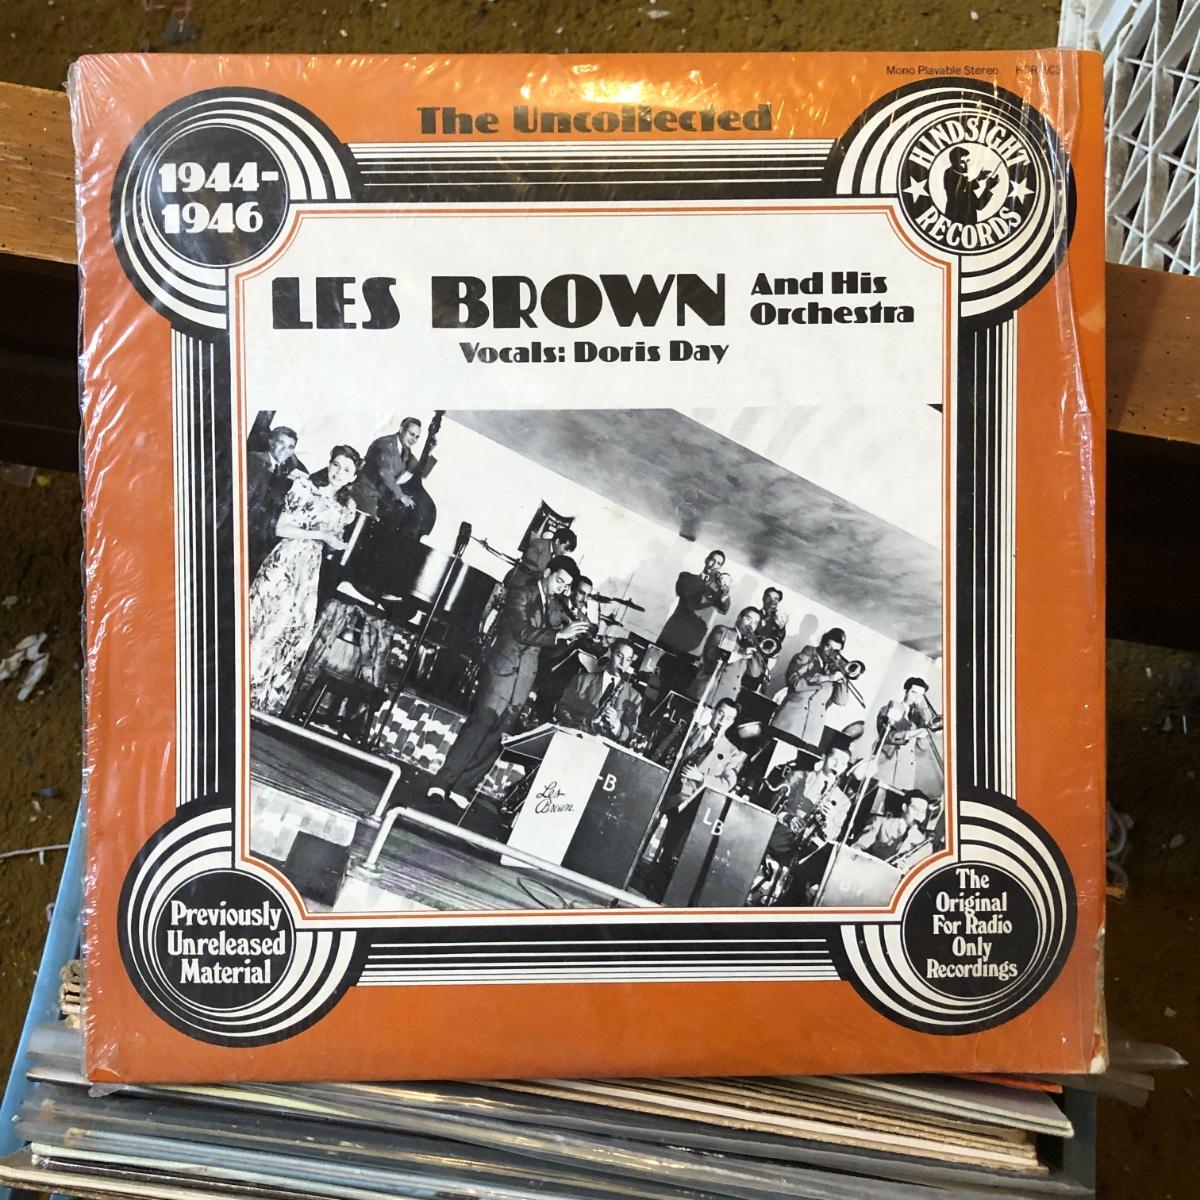 Mono Playable Stereo
The Uncollected
1944-
1946
HINDSIGHT
RECORDS
LES BROWN And His
Orchestra
Vocals: Doris Day
Les
Brown
LB
Previously
Unreleased
Material
The
Original
For Radio
Only
Recordings